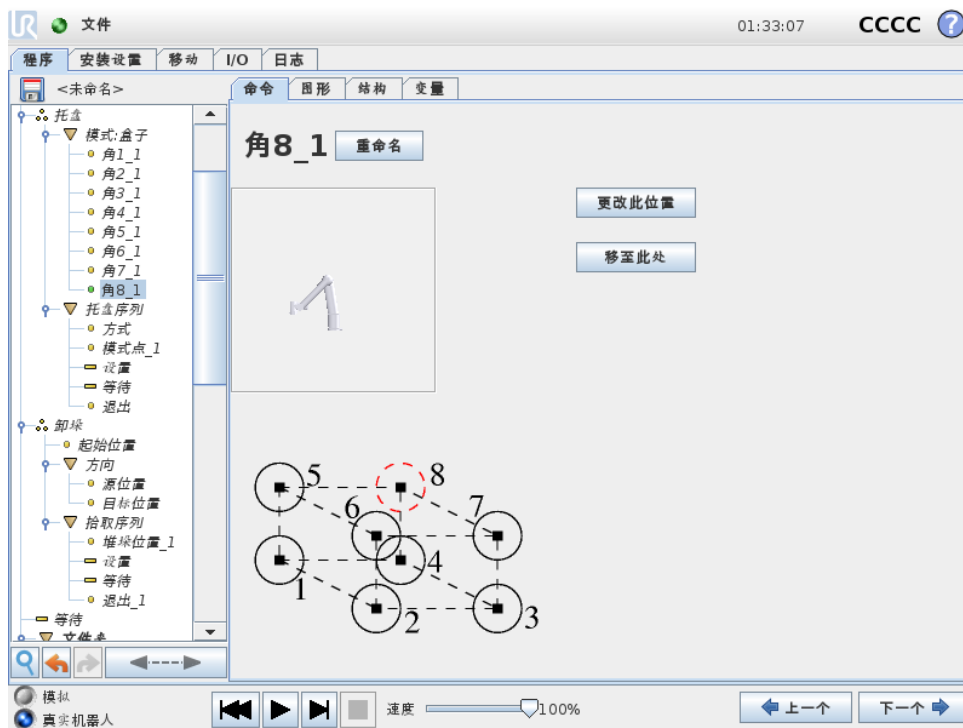 UR 文件 01:33:07 CCCC ?
程序 安装设置 移动 I/O 日志
<未命名> 命令 图形 结构 变量
托盘
模式:盒子
角1_1
角2_1
角3_1
角4_1
角5_1
角6_1
角7_1
角8_1
托盘序列
方式
模式点_1
设置
等待
退出
卸垛
起始位置
方向
源位置
目标位置
拾取序列
堆垛位置_1
设置
等待
退出_1
等待
文件夹
角8_1 重命名
更改此位置
移至此处
5 8
6 7
1 4
2 3
模拟
真实机器人
速度 100% 上一个 下一个